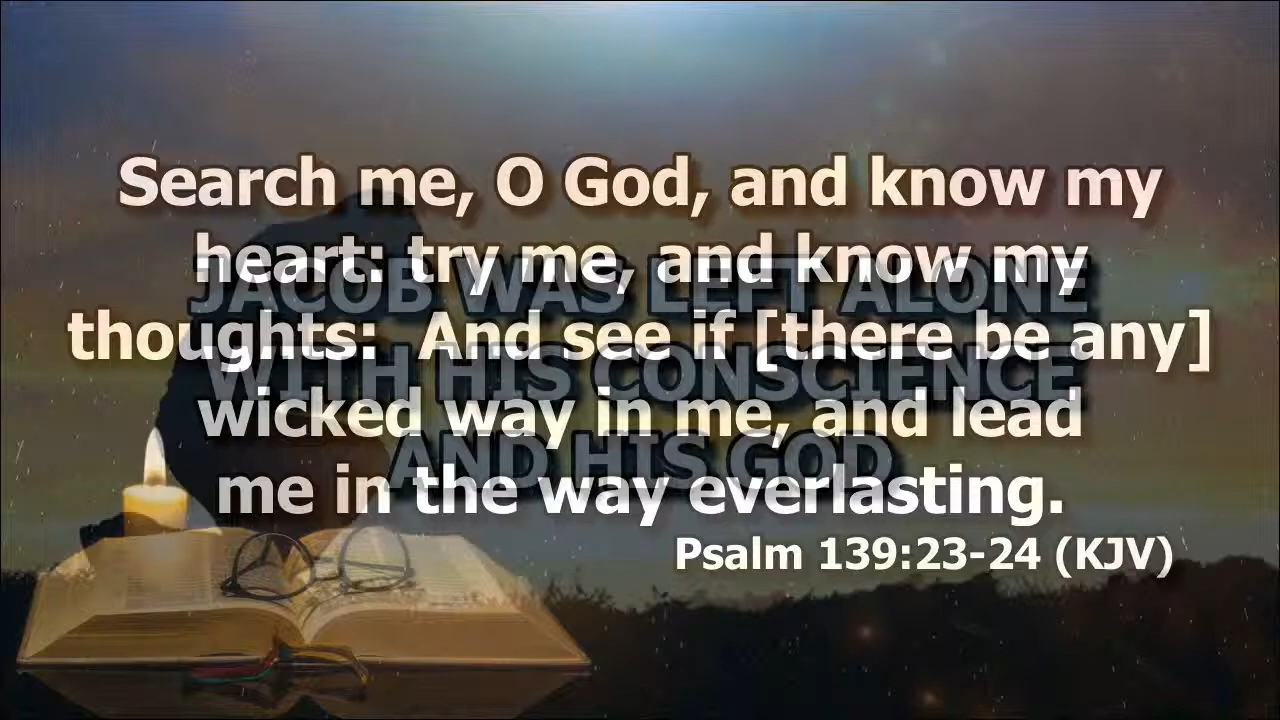 Search me, O God, and know my
heart: try me, and know my
thoughts:  And see if [there be any]
wicked way in me, and lead
me in the way everlasting.
Psalm 139:23-24 (KJV)
JACOB WAS LEFT ALONE
WITH HIS CONSCIENCE
AND HIS GOD